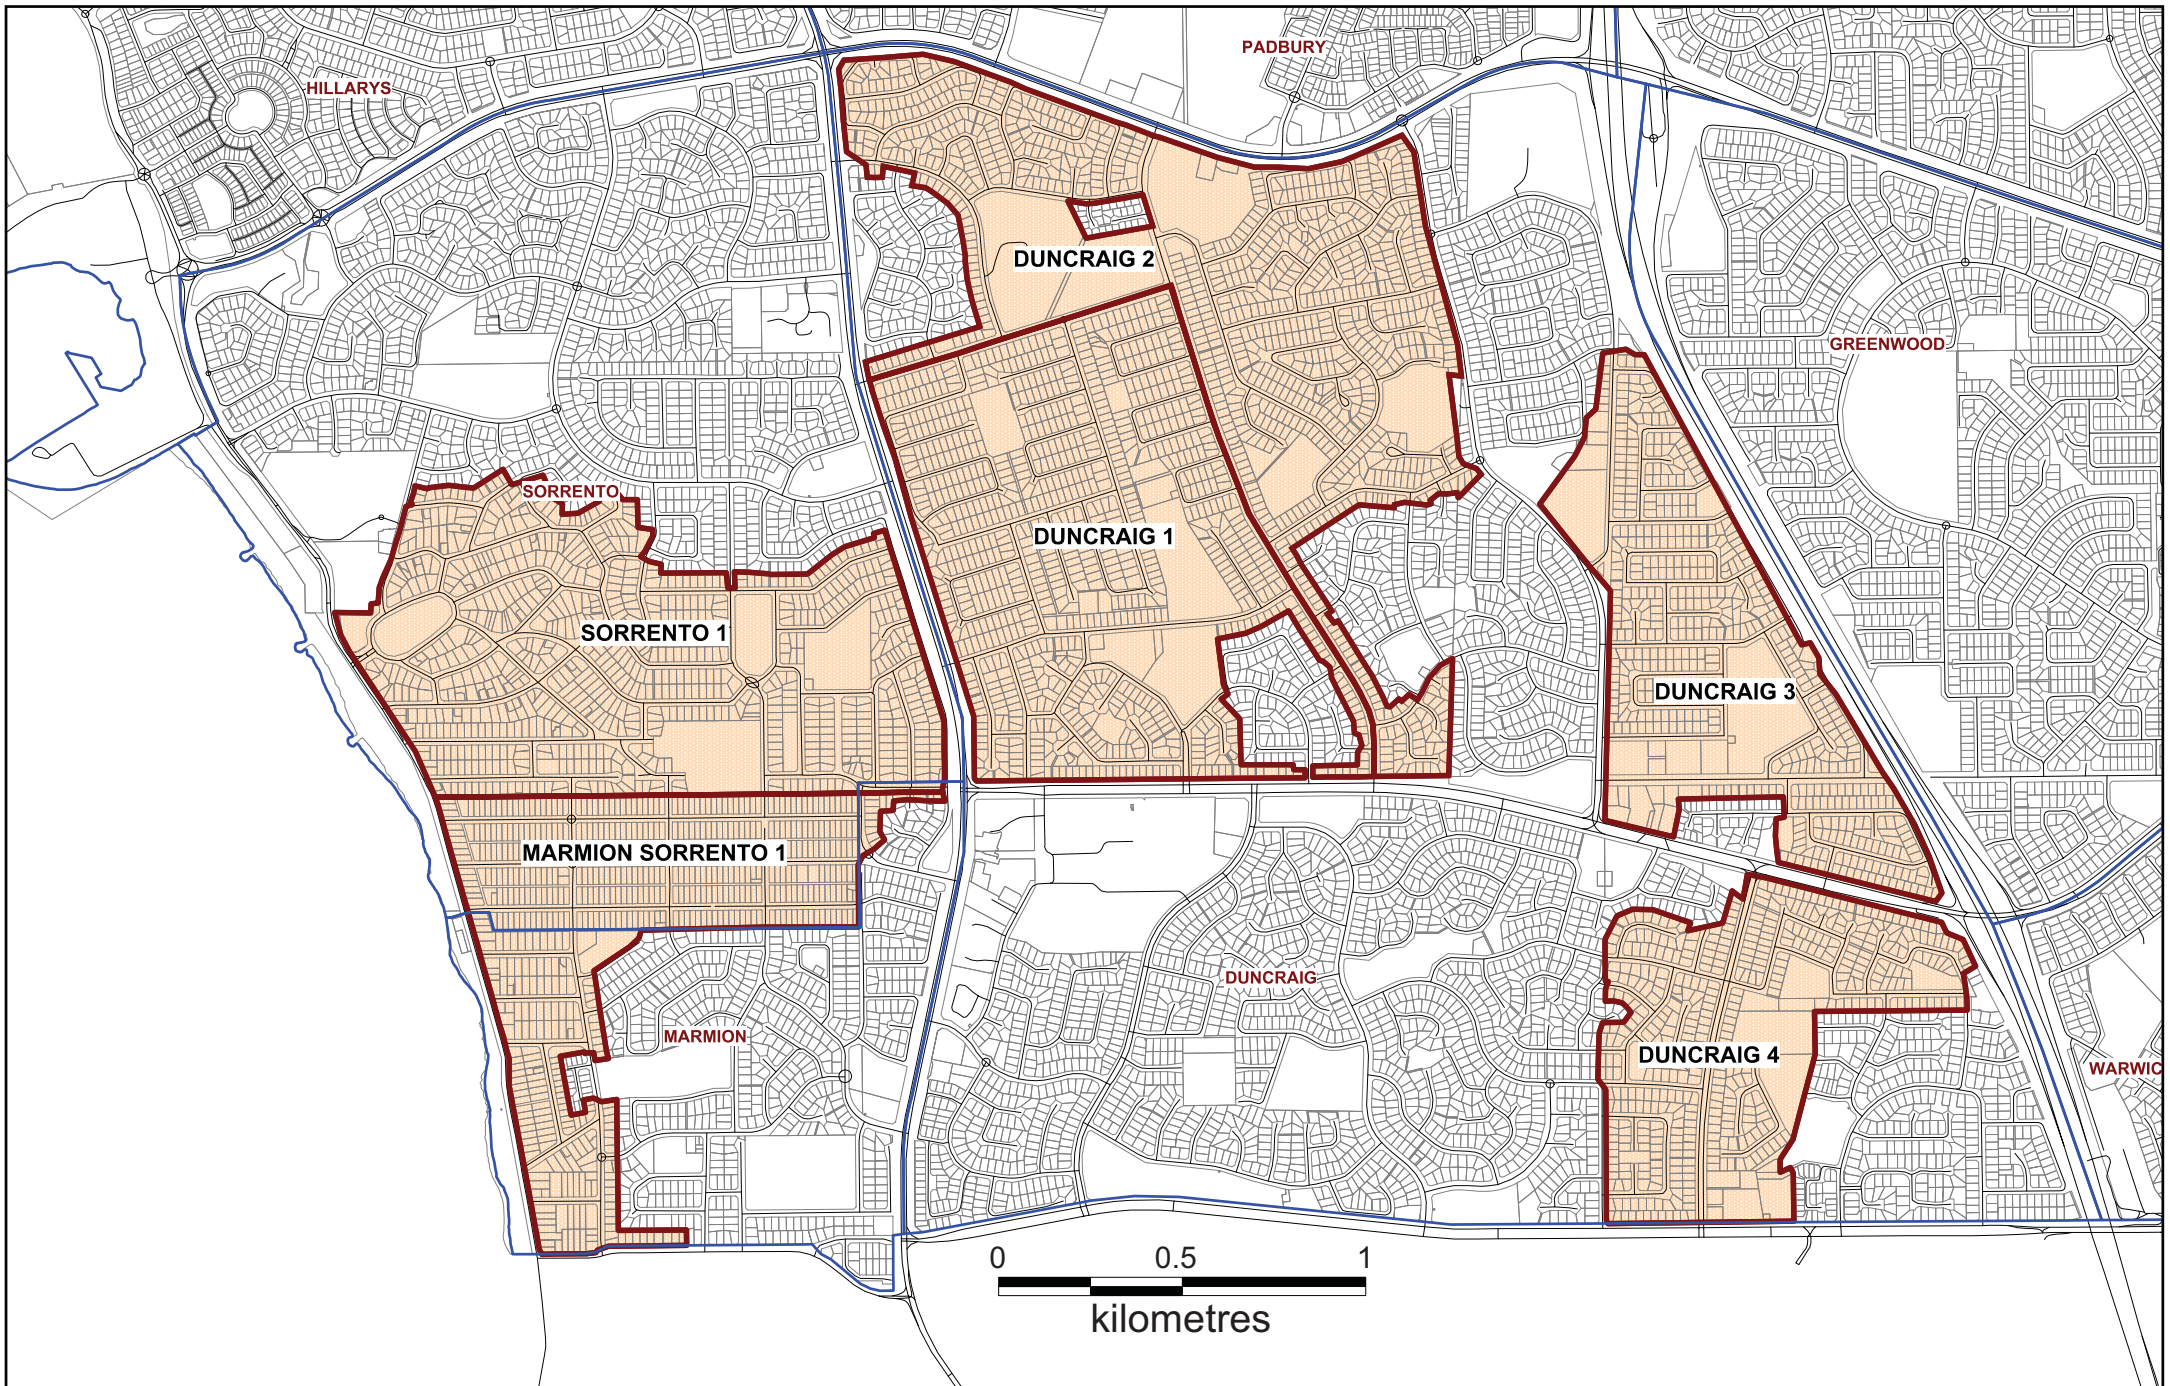 PADBURY
HILLARYS
DUNCRAIG 2
GREENWOOD
SORRENTO
DUNCRAIG 1
SORRENTO 1
DUNCRAIG 3
MARMION SORRENTO 1
DUNCRAIG
MARMION
DUNCRAIG 4
WARWIC
0 0.5 1
kilometres